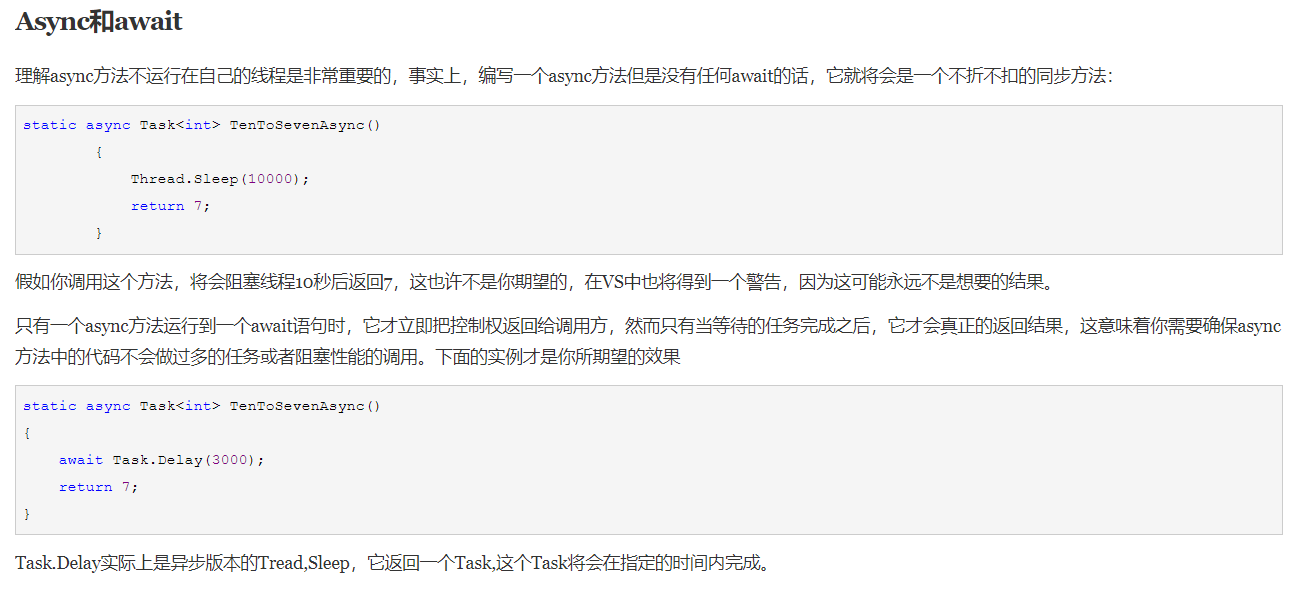 Async和await
理解async方法不运行在自己的线程是非常重要的，事实上，编写一个async方法但是没有任何await的话，它就将会是一个不折不扣的同步方法：
static async Task<int> TenToSevenAsync()
{
Thread.Sleep(10000);
return 7;
}
假如你调用这个方法，将会阻塞线程10秒后返回7，这也许不是你期望的，在VS中也将得到一个警告，因为这可能永远不是想要的结果。
只有一个async方法运行到一个await语句时，它才立即把控制权返回给调用方，然而只有当等待的任务完成之后，它才会真正的返回结果，这意味着你需要确保async
方法中的代码不会做过多的任务或者阻塞性能的调用。下面的实例才是你所期望的效果
static async Task<int> TenToSevenAsync()
{
await Task.Delay(3000);
return 7;
}
Task.Delay实际上是异步版本的Tread,Sleep，它返回一个Task,这个Task将会在指定的时间内完成。